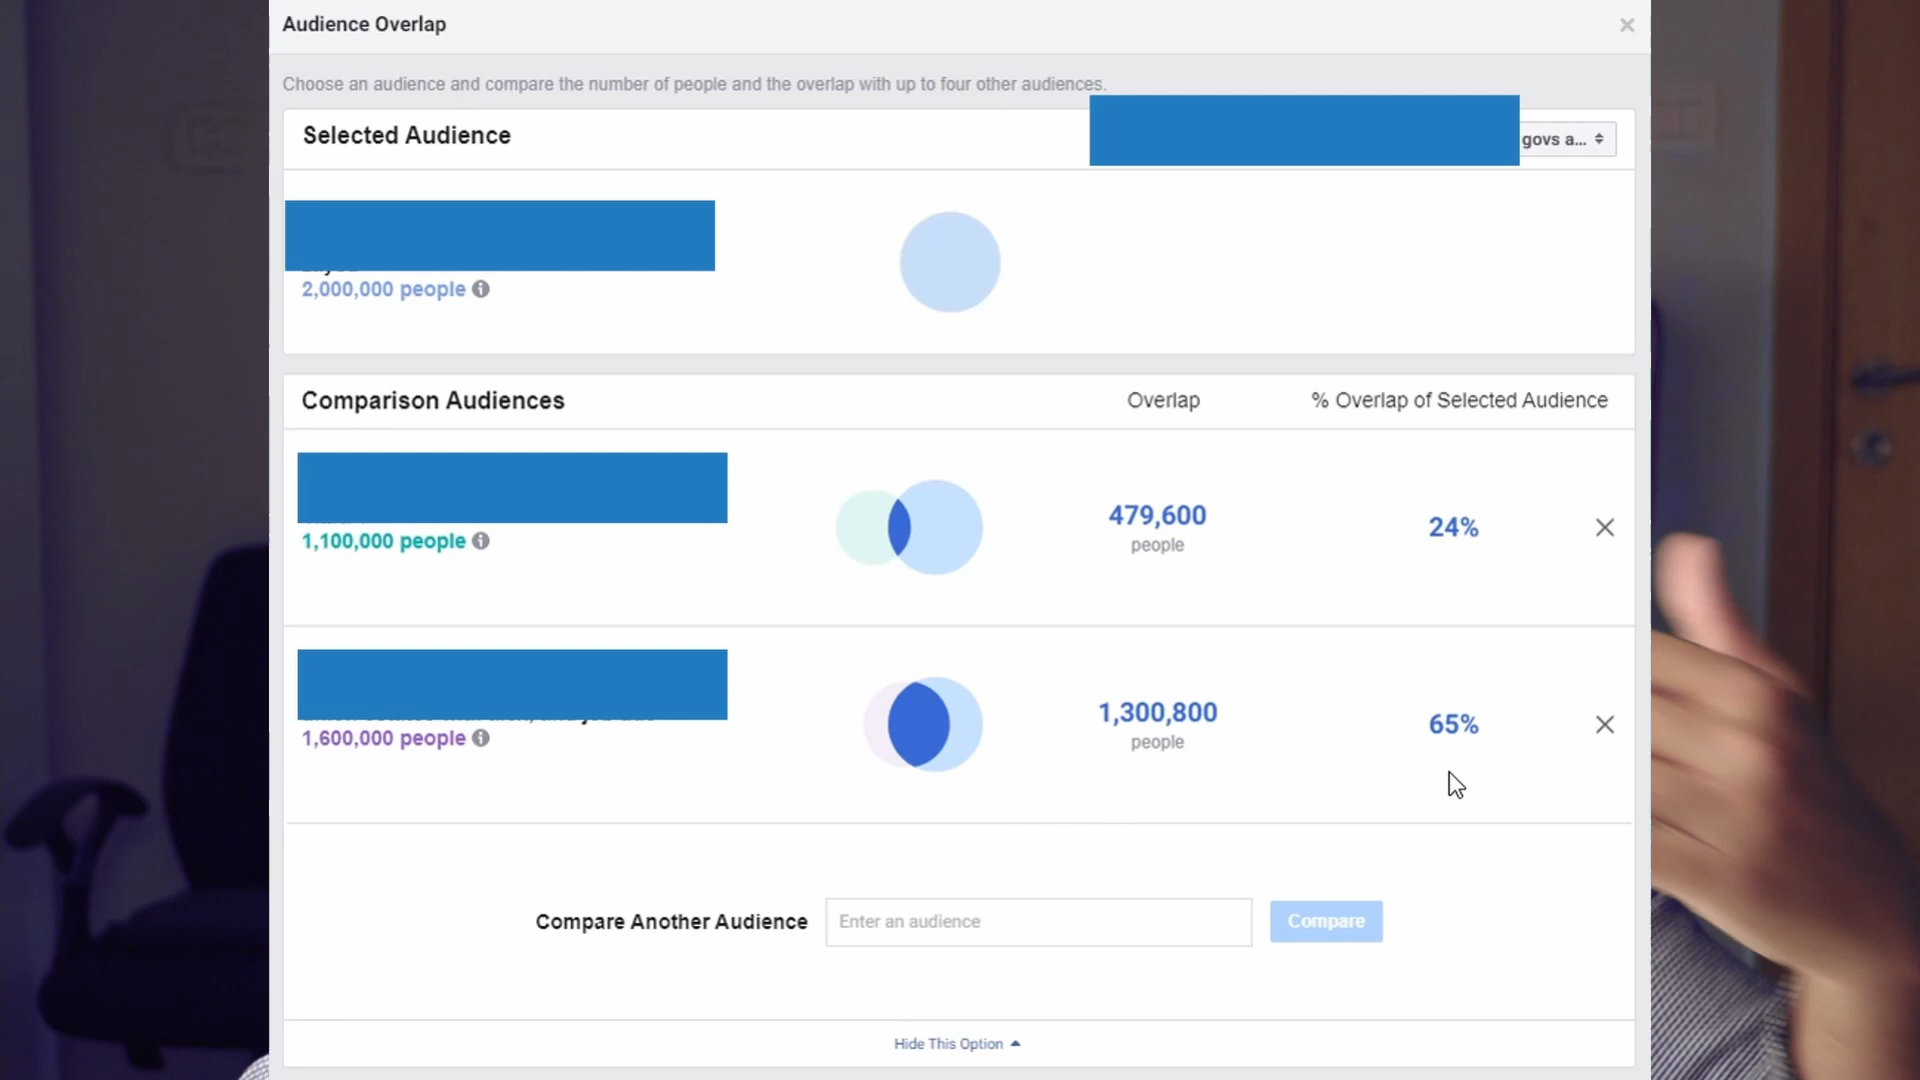 Audience Overlap
Choose an audience and compare the number of people and the overlap with up to four other audiences.
Selected Audience
govs a...
2,000,000 people
Comparison Audiences Overlap % Overlap of Selected Audience
1,100,000 people 479,600 people 24%
1,600,000 people 1,300,800 people 65%
Compare Another Audience Enter an audience Compare
Hide This Option